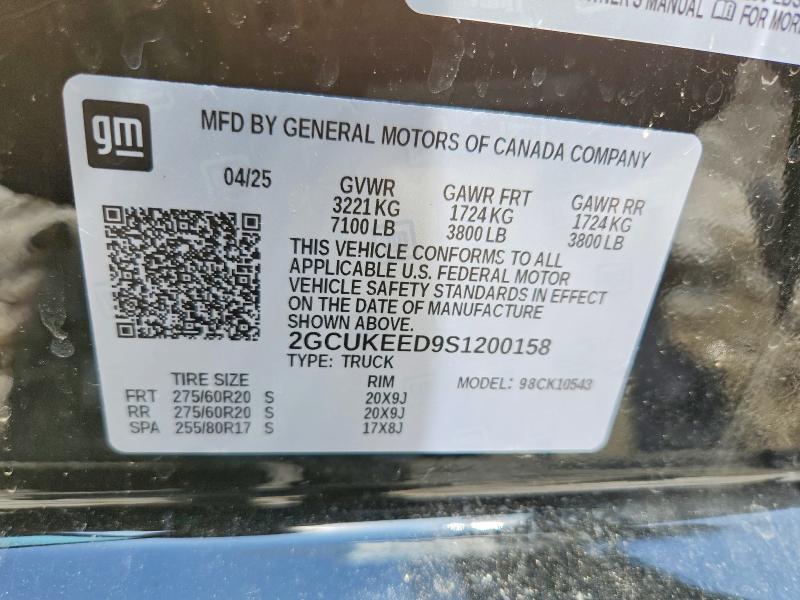 R'S MANUAL FOR MORE
gm
MFD BY GENERAL MOTORS OF CANADA COMPANY
04/25
GVWR GAWR FRT GAWR RR
3221 KG 1724 KG 1724 KG
7100 LB 3800 LB 3800 LB
THIS VEHICLE CONFORMS TO ALL
APPLICABLE U.S. FEDERAL MOTOR
VEHICLE SAFETY STANDARDS IN EFFECT
ON THE DATE OF MANUFACTURE
SHOWN ABOVE.
2GCUKEED9S1200158
TYPE: TRUCK
TIRE SIZE RIM MODEL: 98CK10543
FRT 275/60R20 S 20X9J
RR 275/60R20 S 20X9J
SPA 255/80R17 S 17X8J